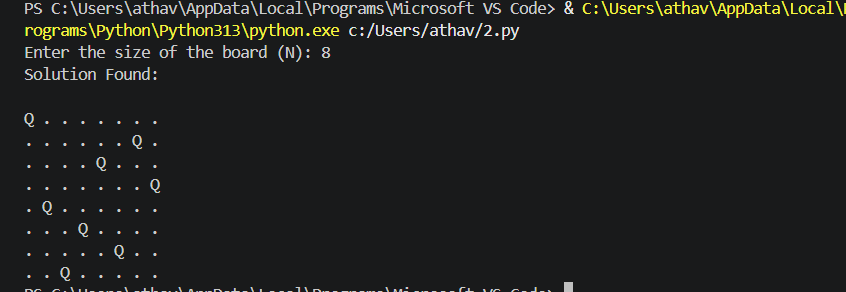 PS C:\Users\athav\AppData\Local\Programs\Microsoft VS Code> & C:\Users\athav\AppData\Local\
rograms\Python\Python313\python.exe c:/Users/athav/2.py
Enter the size of the board (N): 8
Solution Found:
Q . . . . . . .
. . . . . . Q .
. . . . Q . . .
. . . . . . . Q
. Q . . . . . .
. . . Q . . . .
. . . . . Q . .
. . Q . . . . .
PS C:\Users\athav\AppData\Local\Programs\Microsoft VS Code>